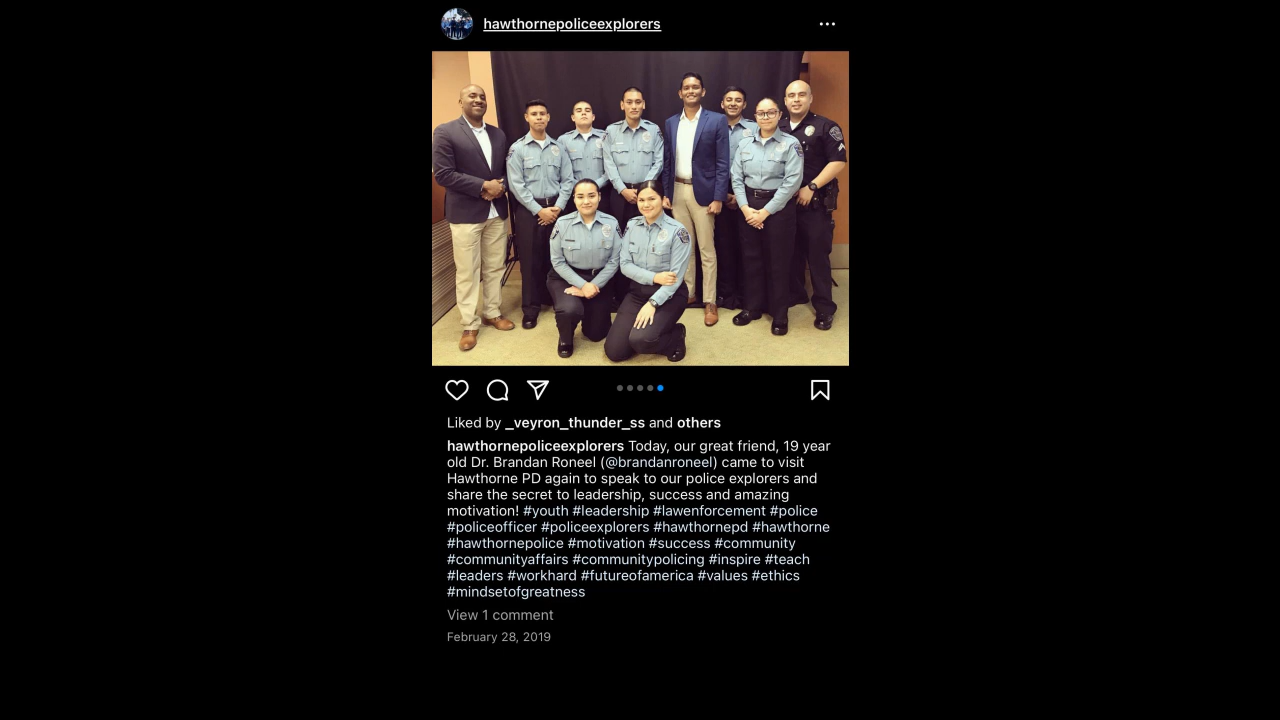 hawthornepoliceexplorers
Liked by _veyron_thunder_ss and others
hawthornepoliceexplorers Today, our great friend, 19 year
old Dr. Brandan Roneel (@brandanroneel) came to visit
Hawthorne PD again to speak to our police explorers and
share the secret to leadership, success and amazing
motivation! #youth #leadership #lawenforcement #police
#policeofficer #policeexplorers #hawthornepd #hawthorne
#hawthornepolice #motivation #success #community
#communityaffairs #communitypolicing #inspire #teach
#leaders #workhard #futureofamerica #values #ethics
#mindsetofgreatness
View 1 comment
February 28, 2019